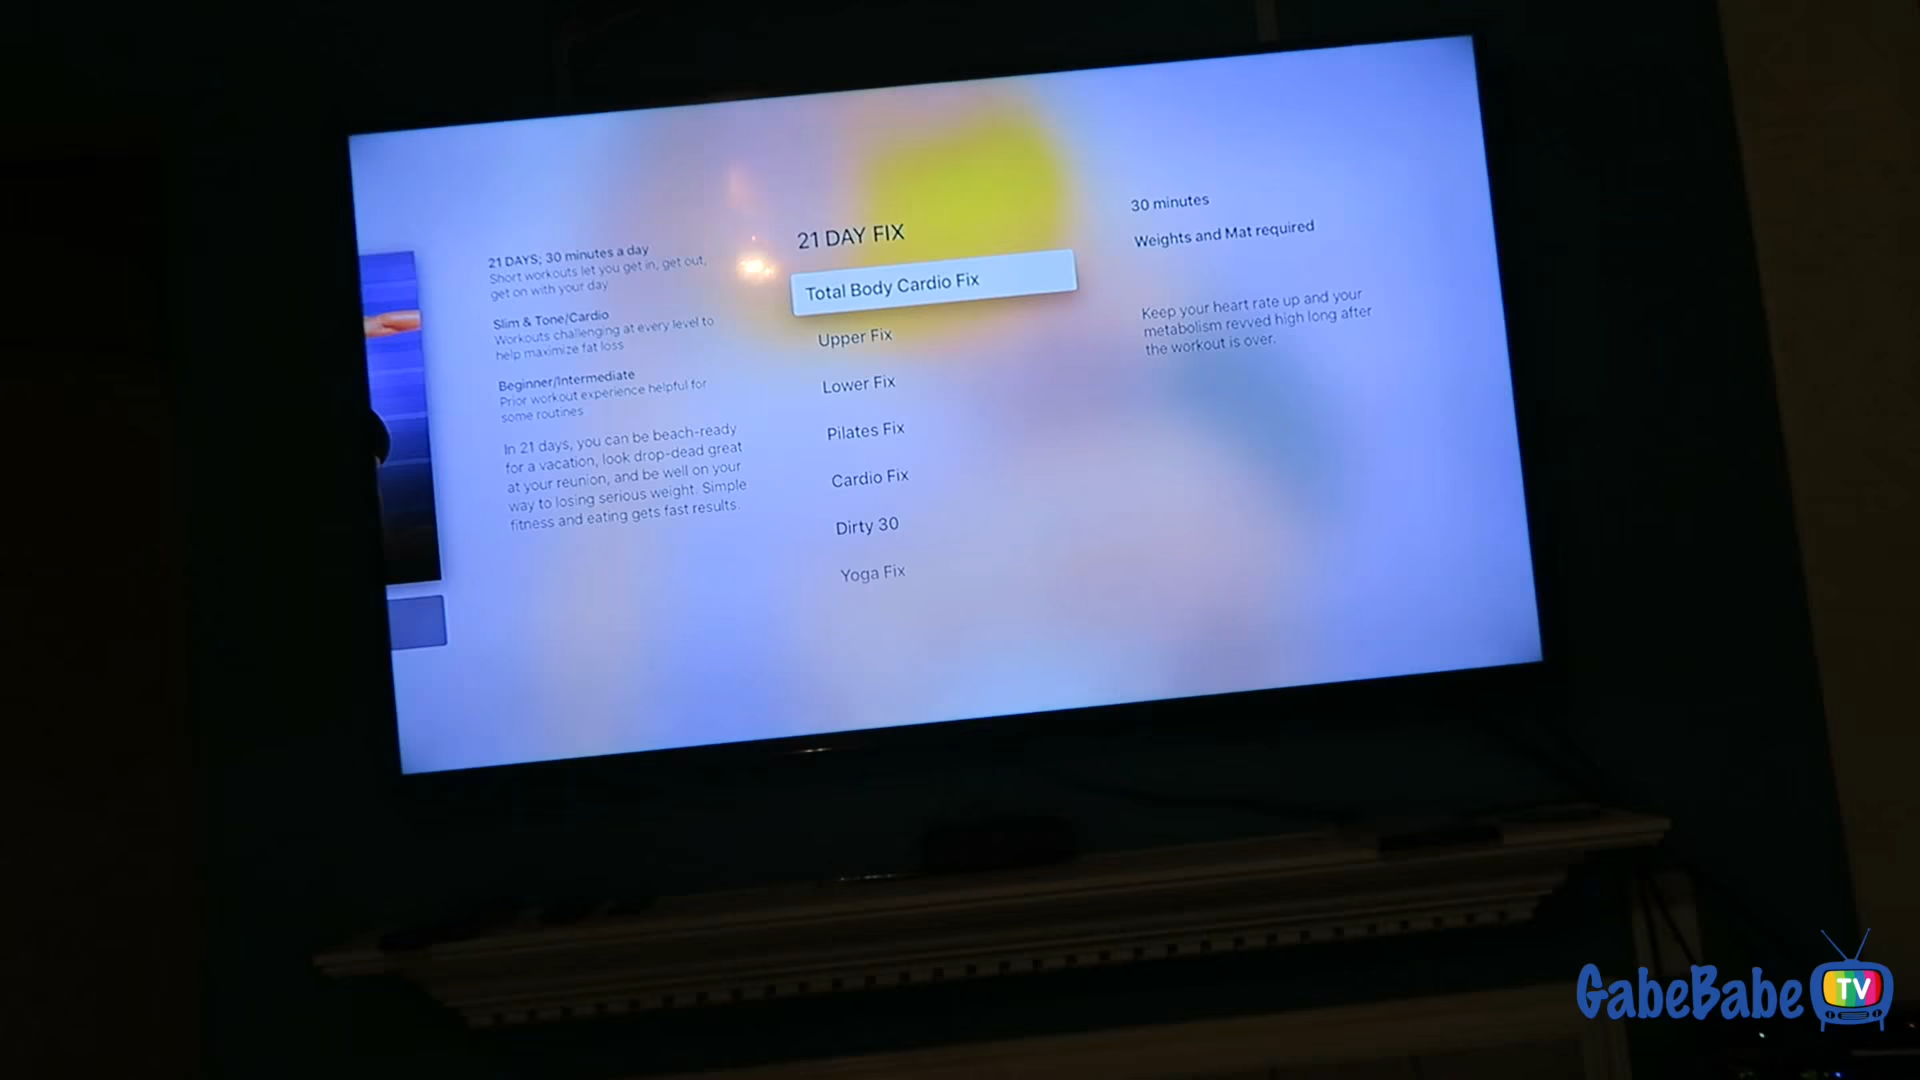 21 DAYS; 30 minutes a day
Short workouts let you get in, get out,
get on with your day
Slim & Tone/Cardio
Workouts challenging at every level to
help maximize fat loss
Beginner/Intermediate
Prior workout experience helpful for
some routines
In 21 days, you can be beach-ready
for a vacation, look drop-dead great
at your reunion, and be well on your
way to losing serious weight. Simple
fitness and eating gets fast results.
21 DAY FIX
Total Body Cardio Fix
Upper Fix
Lower Fix
Pilates Fix
Cardio Fix
Dirty 30
Yoga Fix
30 minutes
Weights and Mat required
Keep your heart rate up and your
metabolism revved high long after
the workout is over.
GabeBabe TV